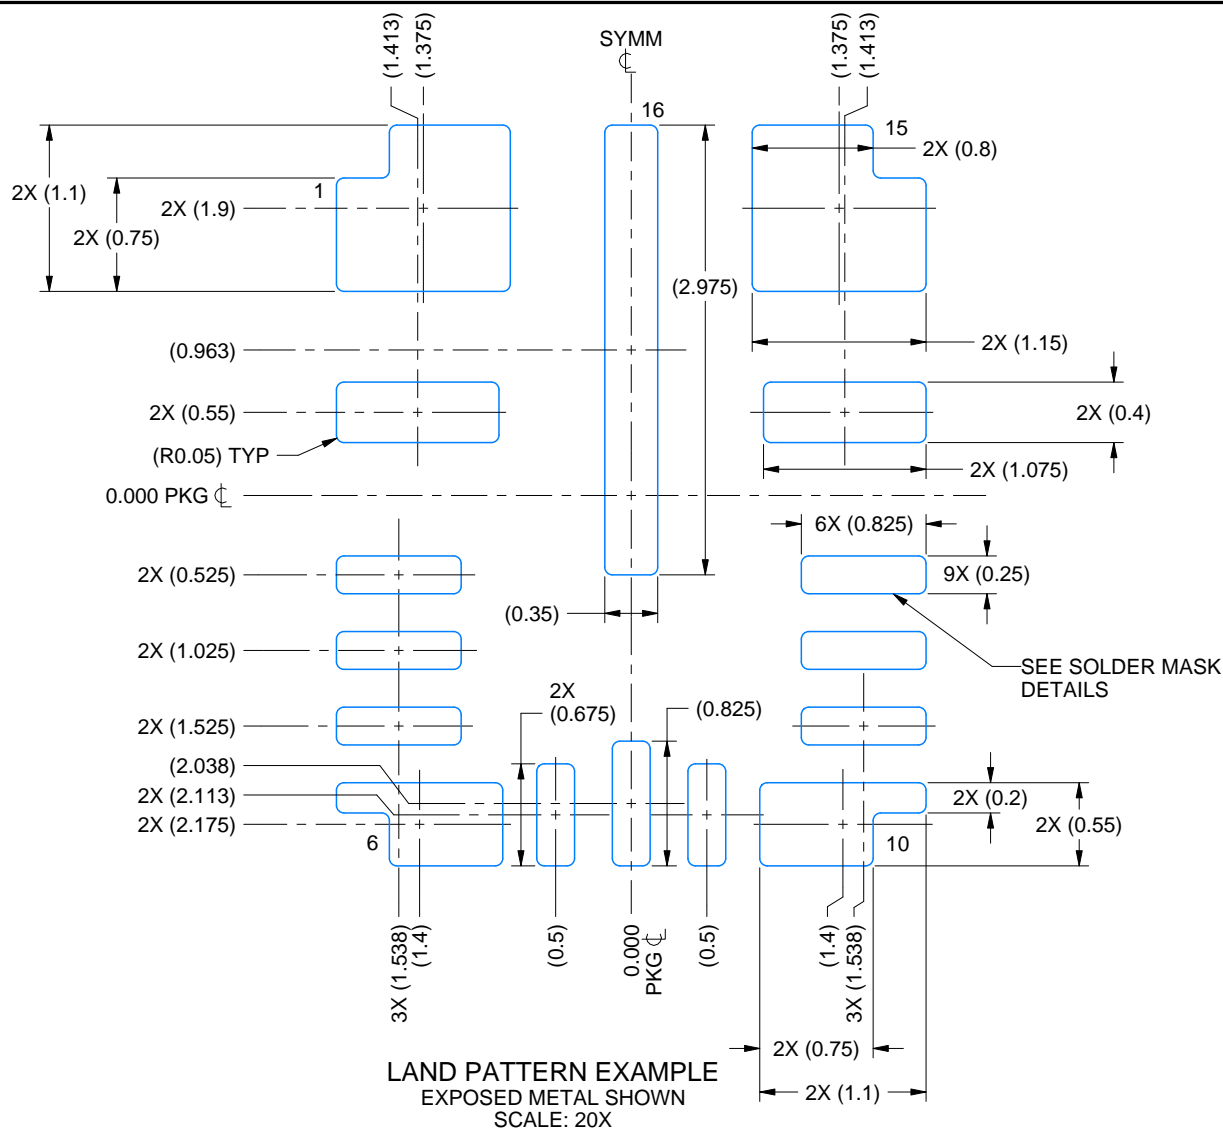 (1.413)
(1.375)
SYMM
℄
(1.375)
(1.413)
16
15
2X (0.8)
2X (1.1)
1
2X (1.9)
2X (0.75)
(2.975)
2X (1.15)
(0.963)
2X (0.55)
2X (0.4)
(R0.05) TYP
2X (1.075)
0.000 PKG ℄
6X (0.825)
2X (0.525)
9X (0.25)
(0.35)
2X (1.025)
SEE SOLDER MASK
DETAILS
2X
(0.675)
(0.825)
2X (1.525)
(2.038)
2X (2.113)
2X (2.175)
2X (0.2)
2X (0.55)
6
10
3X (1.538)
(1.4)
(0.5)
0.000
PKG ℄
(0.5)
(1.4)
3X (1.538)
2X (0.75)
2X (1.1)
LAND PATTERN EXAMPLE
EXPOSED METAL SHOWN
SCALE: 20X